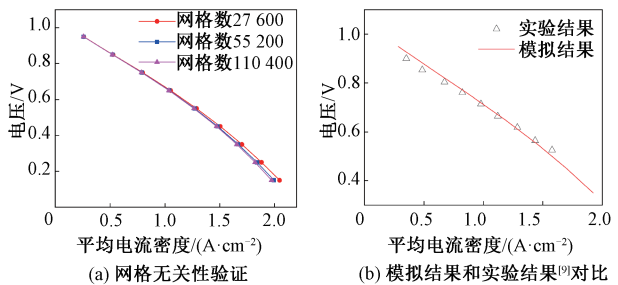 网格数27 600
网格数55 200
网格数110 400
1.0
0.8
0.6
0.4
0.2
电压/V
0
0.5
1.0
1.5
2.0
平均电流密度/(A·cm⁻²)
(a) 网格无关性验证
实验结果
模拟结果
1.0
0.8
0.6
0.4
电压/V
0
0.5
1.0
1.5
2.0
平均电流密度/(A·cm⁻²)
(b) 模拟结果和实验结果[9]对比